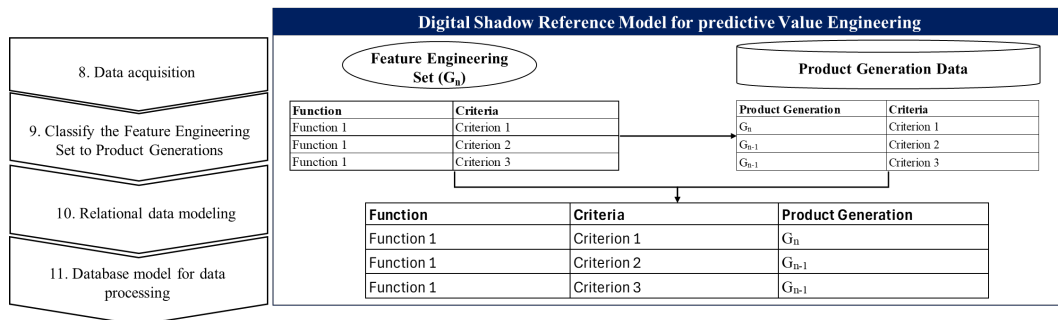 Digital Shadow Reference Model for predictive Value Engineering
8. Data acquisition
9. Classify the Feature Engineering
Set to Product Generations
10. Relational data modeling
11. Database model for data
processing
Feature Engineering
Set (Gn)
Product Generation Data
Function Criteria
Function 1 Criterion 1
Function 1 Criterion 2
Function 1 Criterion 3
Product Generation Criteria
Gn Criterion 1
Gn-1 Criterion 2
Gn-1 Criterion 3
Function Criteria Product Generation
Function 1 Criterion 1 Gn
Function 1 Criterion 2 Gn-1
Function 1 Criterion 3 Gn-1